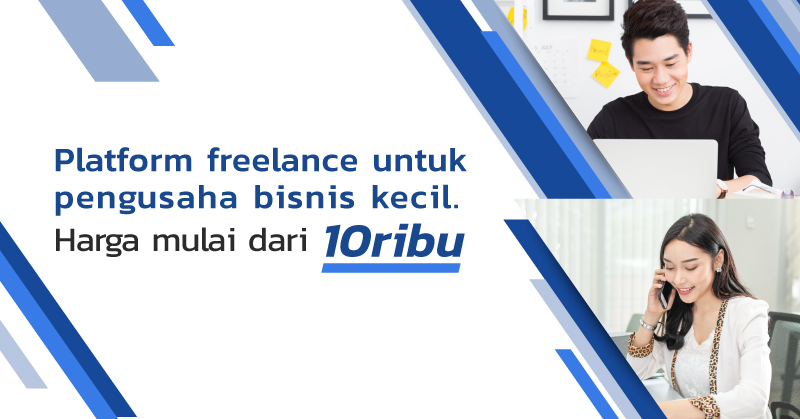 Platform freelance untuk
pengusaha bisnis kecil.
Harga mulai dari 10ribu